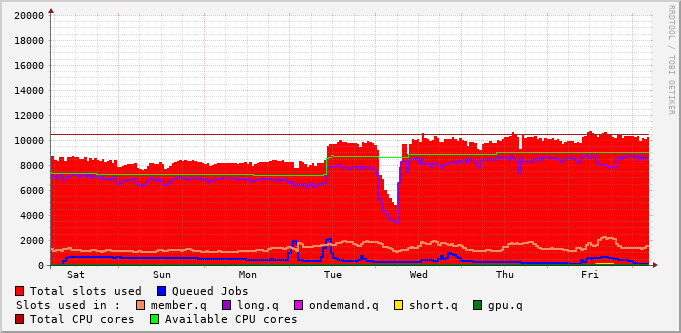 20000
18000
16000
14000
12000
10000
8000
6000
4000
2000
0
Sat Sun Mon Tue Wed Thu Fri
Total slots used Queued Jobs
Slots used in : member.q long.q ondemand.q short.q gpu.q
Total CPU cores Available CPU cores
RRDTOOL / TOBI OETIKER